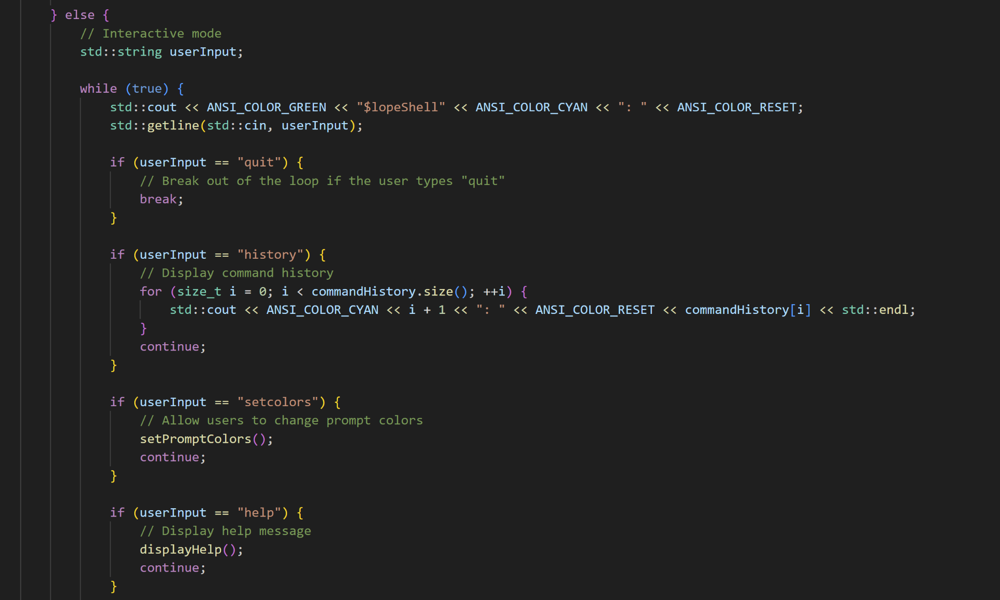 } else {
// Interactive mode
std::string userInput;
while (true) {
std::cout << ANSI_COLOR_GREEN << "$lopeShell" << ANSI_COLOR_CYAN << ": " << ANSI_COLOR_RESET;
std::getline(std::cin, userInput);
if (userInput == "quit") {
// Break out of the loop if the user types "quit"
break;
}
if (userInput == "history") {
// Display command history
for (size_t i = 0; i < commandHistory.size(); ++i) {
std::cout << ANSI_COLOR_CYAN << i + 1 << ": " << ANSI_COLOR_RESET << commandHistory[i] << std::endl;
}
continue;
}
if (userInput == "setcolors") {
// Allow users to change prompt colors
setPromptColors();
continue;
}
if (userInput == "help") {
// Display help message
displayHelp();
continue;
}